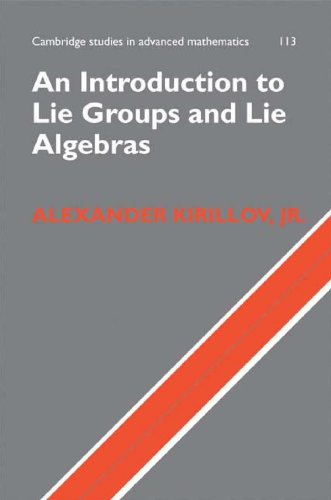 Cambridge studies in advanced mathematics 113
An Introduction to
Lie Groups and Lie
Algebras
ALEXANDER KIRILLOV, JR.